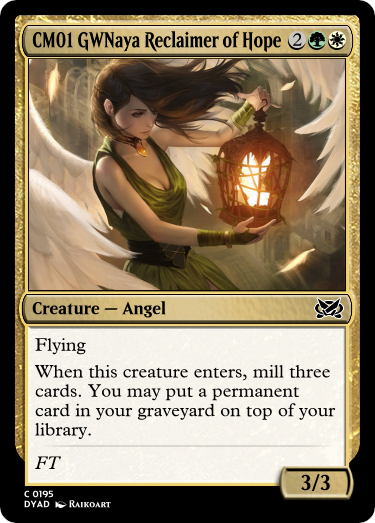 CM01 GWNaya Reclaimer of Hope 2
Creature — Angel
Flying
When this creature enters, mill three
cards. You may put a permanent
card in your graveyard on top of your
library.
FT
3/3
C 0195
DYAD Raikoart